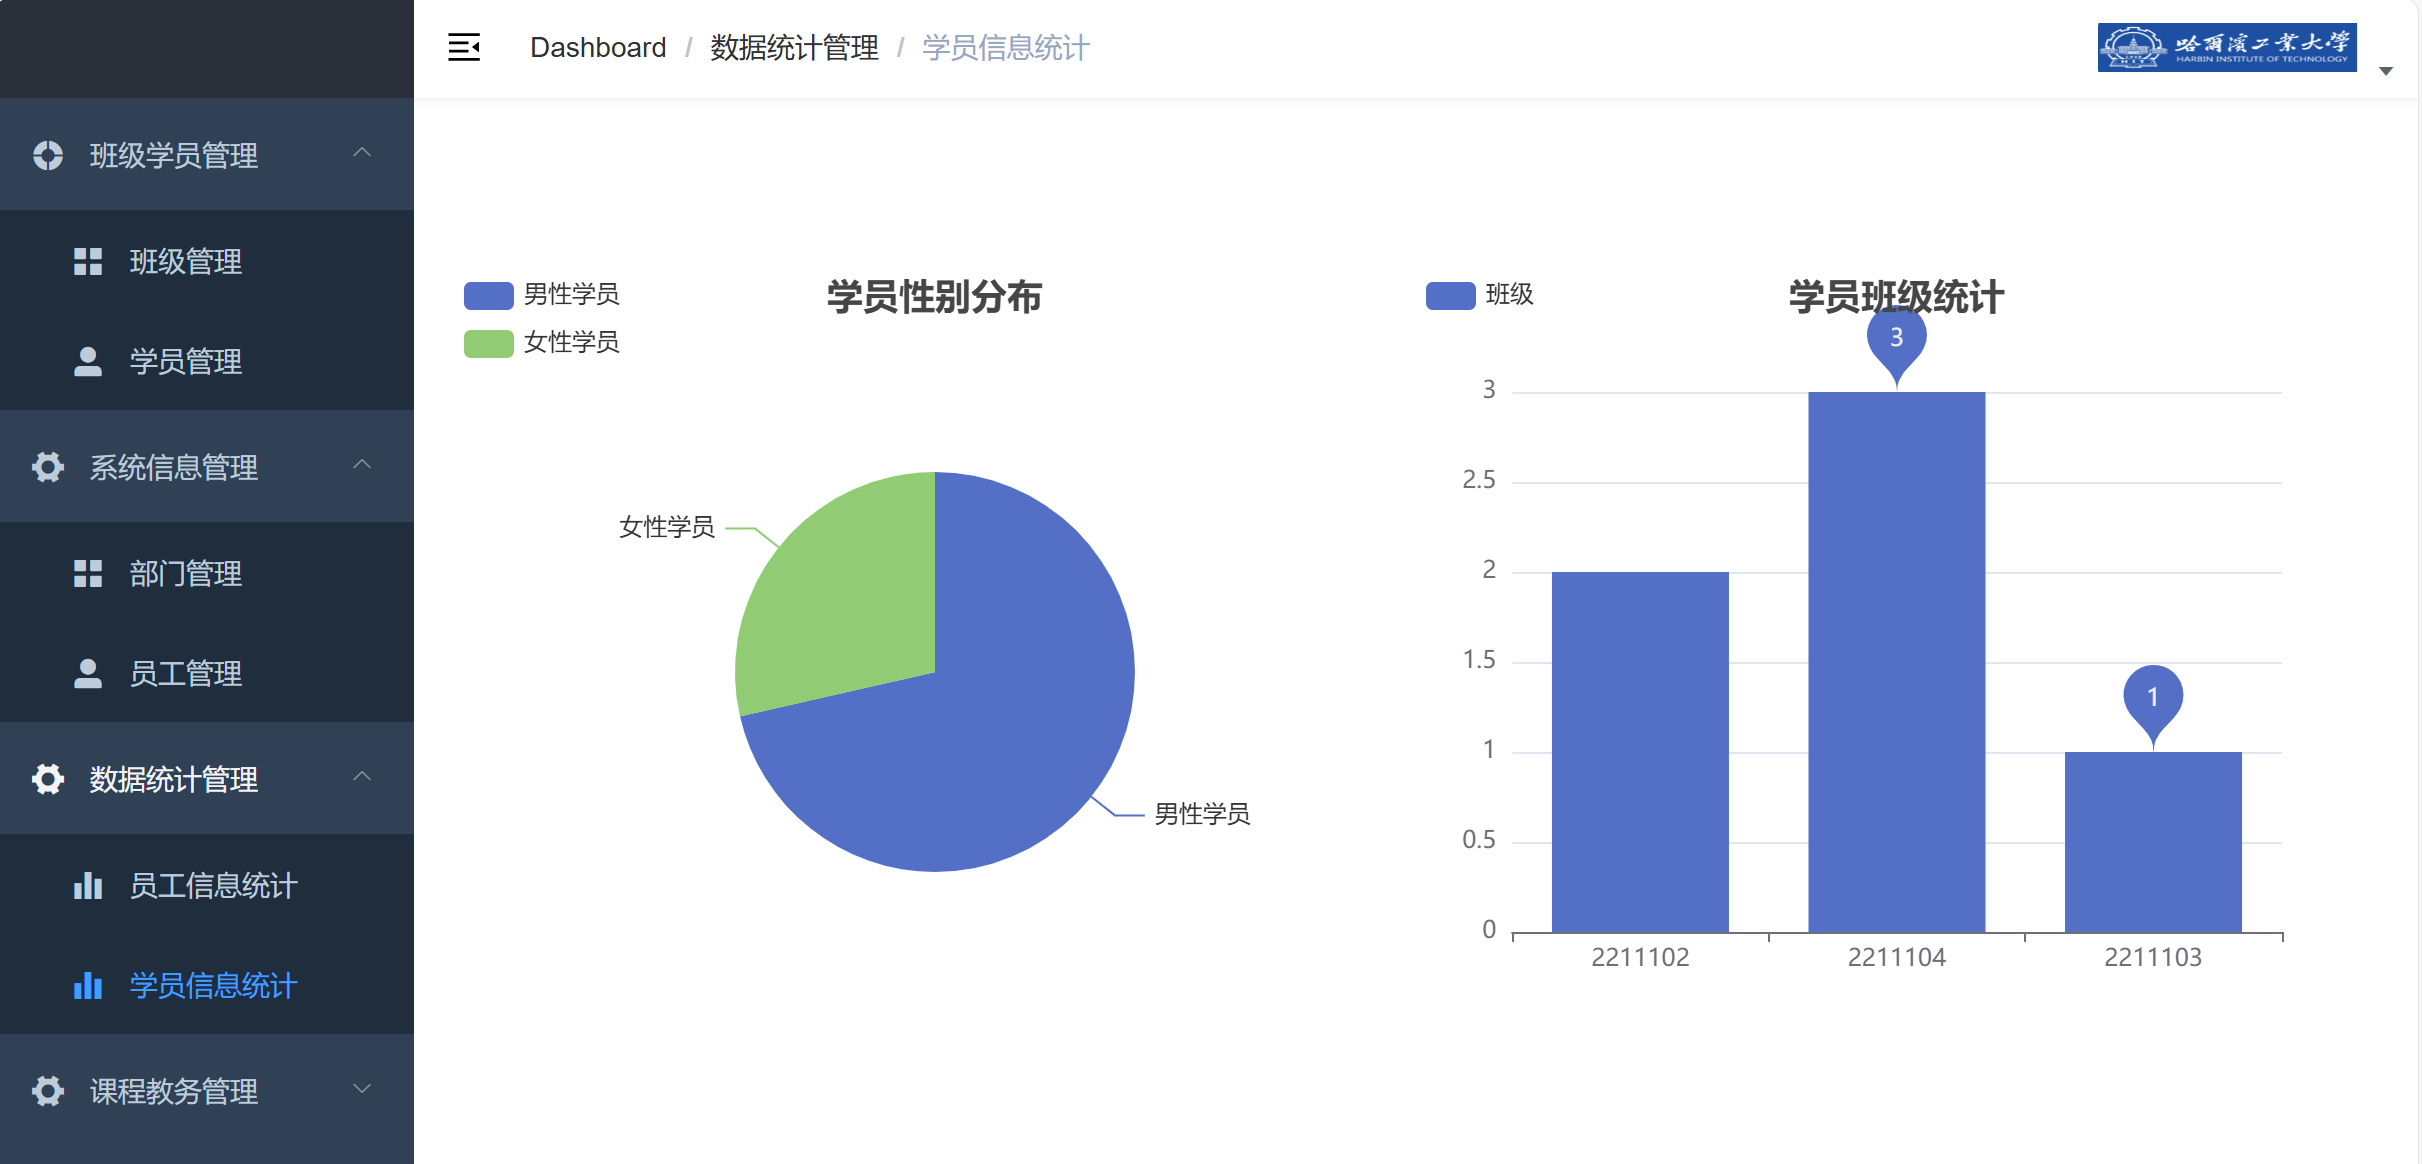 Dashboard / 数据统计管理 / 学员信息统计
哈爾濱工業大學
HARBIN INSTITUTE OF TECHNOLOGY
班级学员管理
班级管理
学员管理
系统信息管理
部门管理
员工管理
数据统计管理
员工信息统计
学员信息统计
课程教务管理
学员性别分布
男性学员
女性学员
女性学员
男性学员
学员班级统计
班级
3
1
3
2.5
2
1.5
1
0.5
0
2211102 2211104 2211103